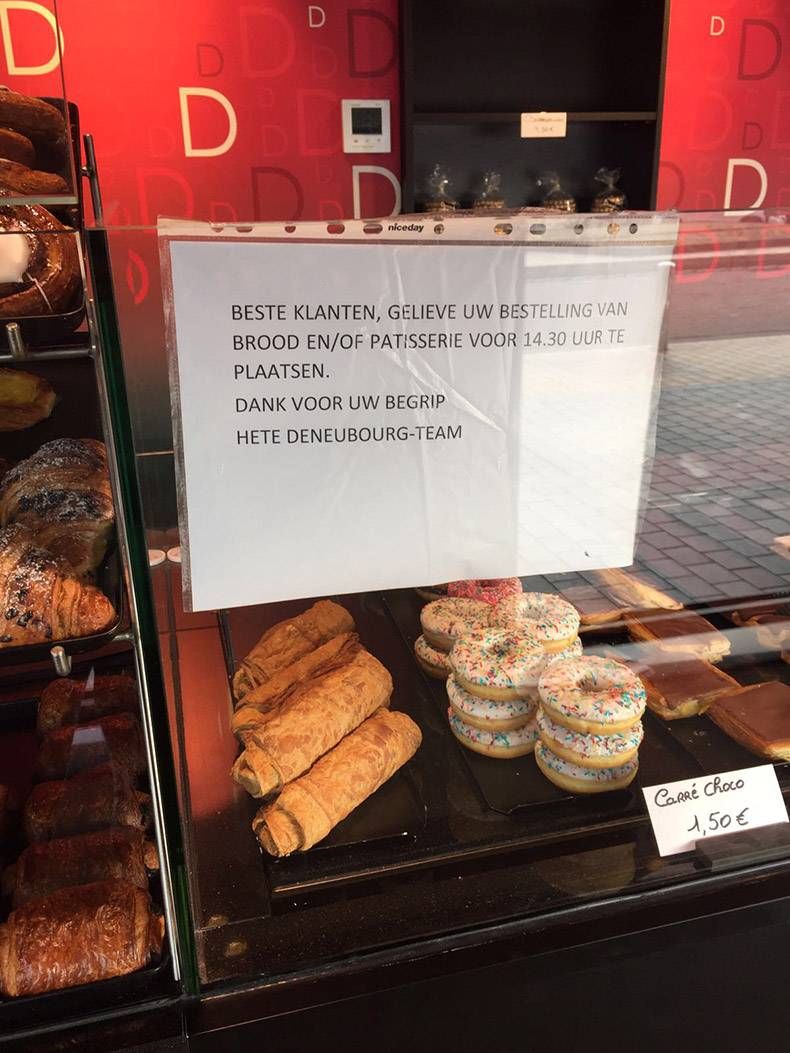 D
D
D
D
D
D
D
D
niceday
BESTE KLANTEN, GELIEVE UW BESTELLING VAN
BROOD EN/OF PATISSERIE VOOR 14.30 UUR TE
PLAATSEN.
DANK VOOR UW BEGRIP
HETE DENEUBOURG-TEAM
CARRé Choco
1,50 €